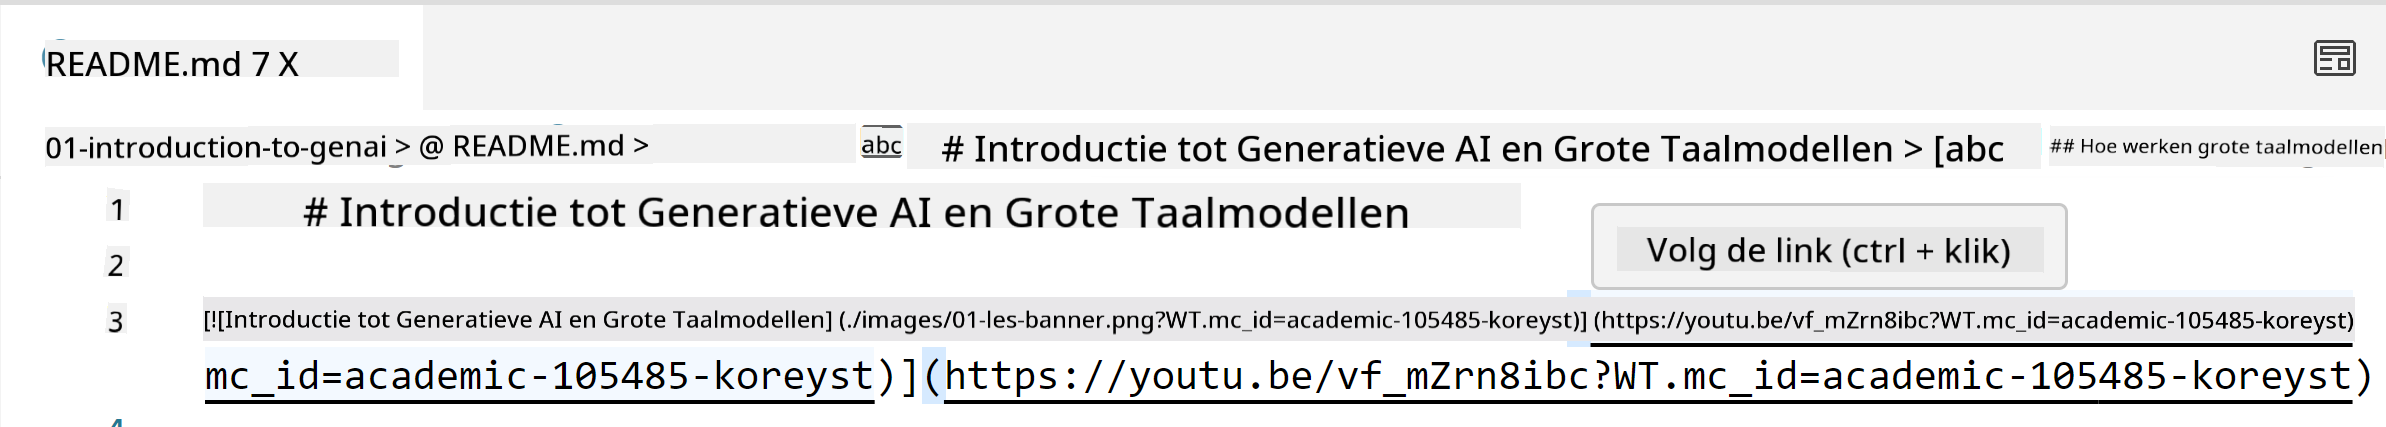 README.md 7 X
01-introduction-to-genai > @ README.md > abc # Introductie tot Generatieve AI en Grote Taalmodellen > [abc ## Hoe werken grote taalmodellen
1 # Introductie tot Generatieve AI en Grote Taalmodellen
Volg de link (ctrl + klik)
2
3 [![Introductie tot Generatieve AI en Grote Taalmodellen] (./images/01-les-banner.png?WT.mc_id=academic-105485-koreyst)] (https://youtu.be/vf_mZrn8ibc?WT.mc_id=academic-105485-koreyst)
mc_id=academic-105485-koreyst)](https://youtu.be/vf_mZrn8ibc?WT.mc_id=academic-105485-koreyst)